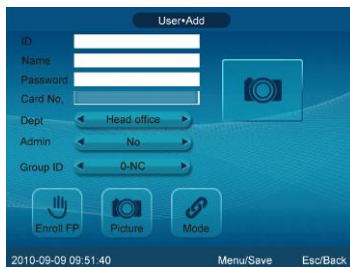 User•Add
ID
Name
Password
Card No.
Dept Head office
Admin No
Group ID 0-NC
Enroll FP Picture Mode
2010-09-09 09:51:40 Menu/Save Esc/Back